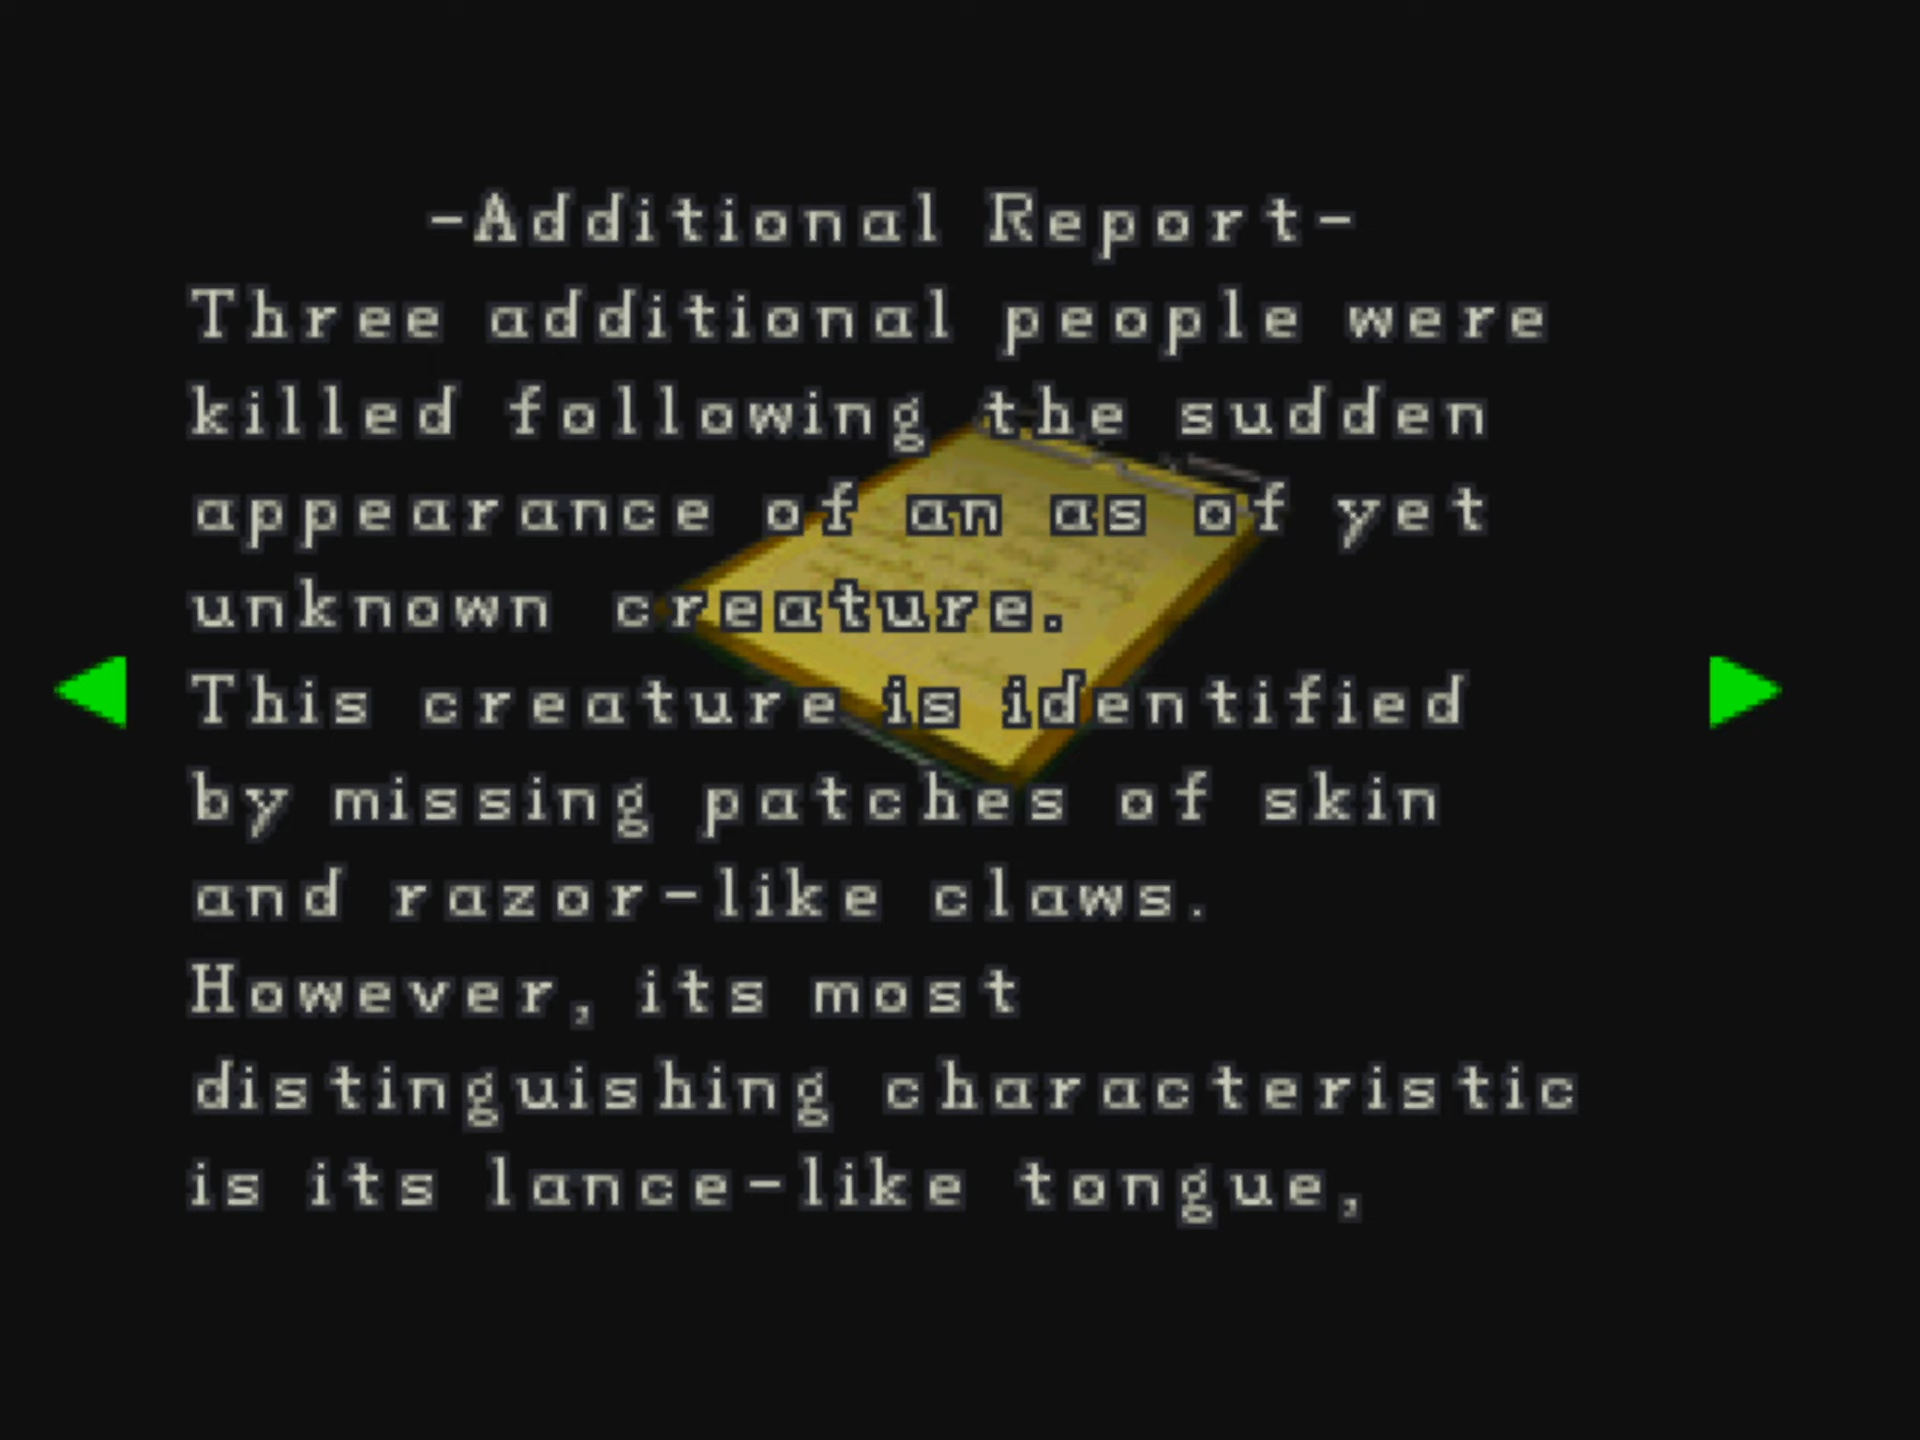 -Additional Report-
Three additional people were
killed following the sudden
appearance of an as of yet
unknown creature.
This creature is identified
by missing patches of skin
and razor-like claws.
However, its most
distinguishing characteristic
is its lance-like tongue,